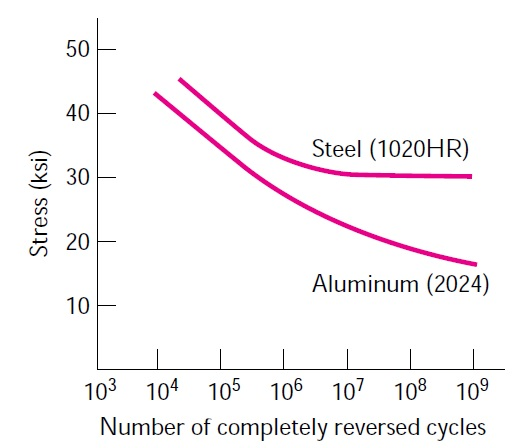 50
40
Steel (1020HR)
30
Stress (ksi)
20
Aluminum (2024)
10
10³ 10⁴ 10⁵ 10⁶ 10⁷ 10⁸ 10⁹
Number of completely reversed cycles